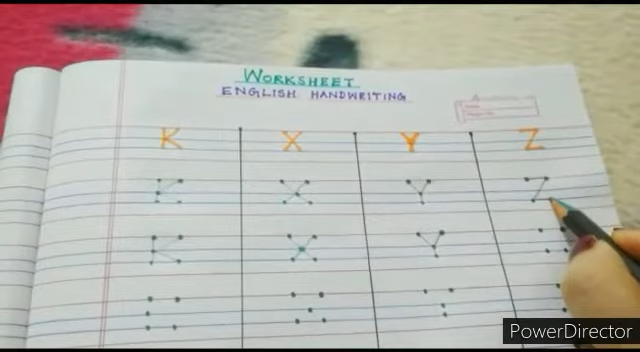 WORKSHEET
ENGLISH HANDWRITING
K X Y Z
K X Y Z
K X Y
PowerDirector